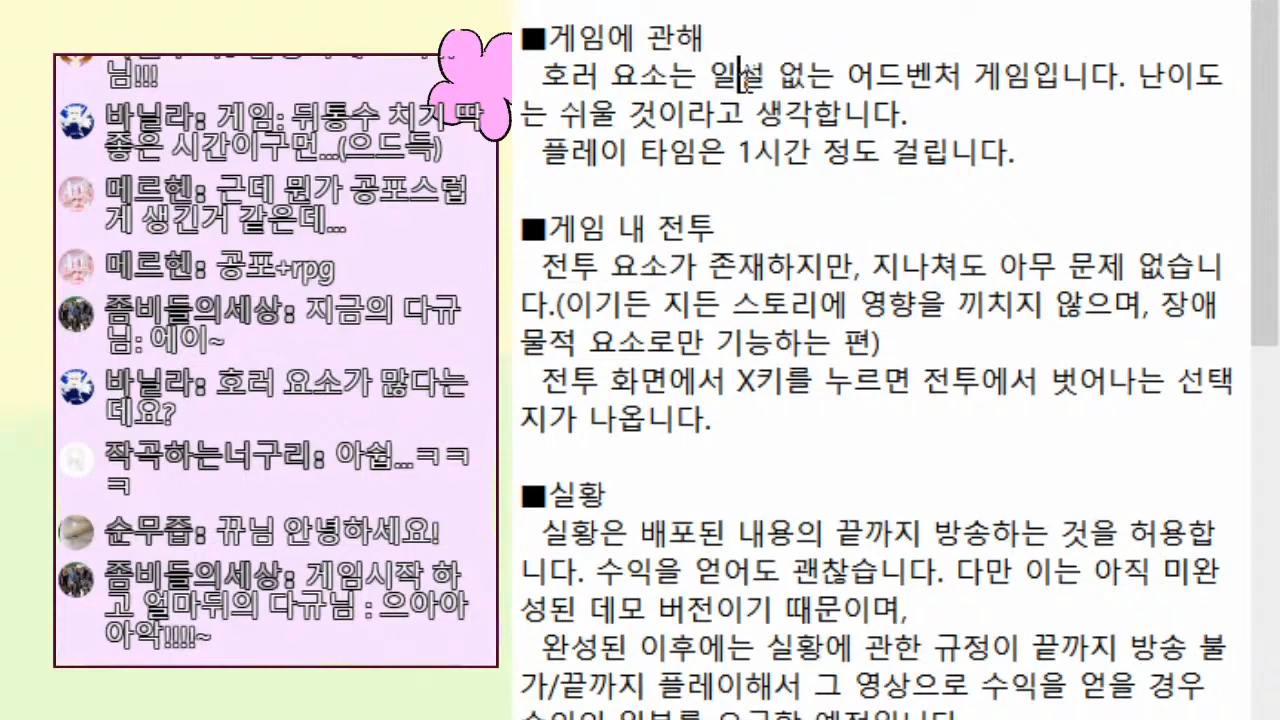 님!!!
바닐라: 게임: 뒤통수 치기 딱
좋은 시간이구먼...(으드득)
메르헨: 근데 뭔가 공포스럽
게 생긴거 같은데...
메르헨: 공포+rpg
좀비들의세상: 지금의 다규
님: 에이~
바닐라: 호러 요소가 많다는
데요?
작곡하는너구리: 아쉽...ㅋㅋ
ㅋ
순무즙: 뀨님 안녕하세요!
좀비들의세상: 게임시작 하
고 얼마뒤의 다규님 : 으아아
아악!!!!~
■게임에 관해
호러 요소는 일절 없는 어드벤처 게임입니다. 난이도
는 쉬울 것이라고 생각합니다.
플레이 타임은 1시간 정도 걸립니다.
■게임 내 전투
전투 요소가 존재하지만, 지나쳐도 아무 문제 없습니
다.(이기든 지든 스토리에 영향을 끼치지 않으며, 장애
물적 요소로만 기능하는 편)
전투 화면에서 X키를 누르면 전투에서 벗어나는 선택
지가 나옵니다.
■실황
실황은 배포된 내용의 끝까지 방송하는 것을 허용합
니다. 수익을 얻어도 괜찮습니다. 다만 이는 아직 미완
성된 데모 버전이기 때문이며,
완성된 이후에는 실황에 관한 규정이 끝까지 방송 불
가/끝까지 플레이해서 그 영상으로 수익을 얻을 경우